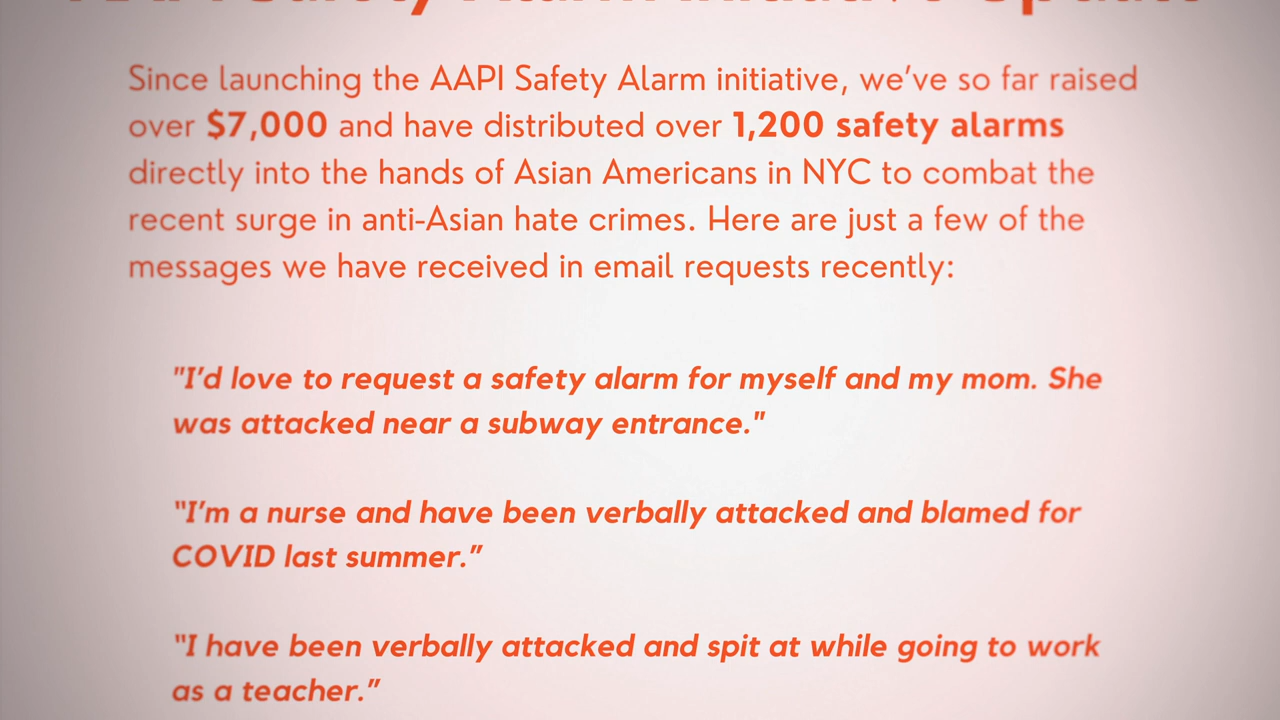 AAPI Safety Alarm Initiative Update
Since launching the AAPI Safety Alarm initiative, we've so far raised
over $7,000 and have distributed over 1,200 safety alarms
directly into the hands of Asian Americans in NYC to combat the
recent surge in anti-Asian hate crimes. Here are just a few of the
messages we have received in email requests recently:
"I'd love to request a safety alarm for myself and my mom. She
was attacked near a subway entrance."
"I'm a nurse and have been verbally attacked and blamed for
COVID last summer."
"I have been verbally attacked and spit at while going to work
as a teacher."